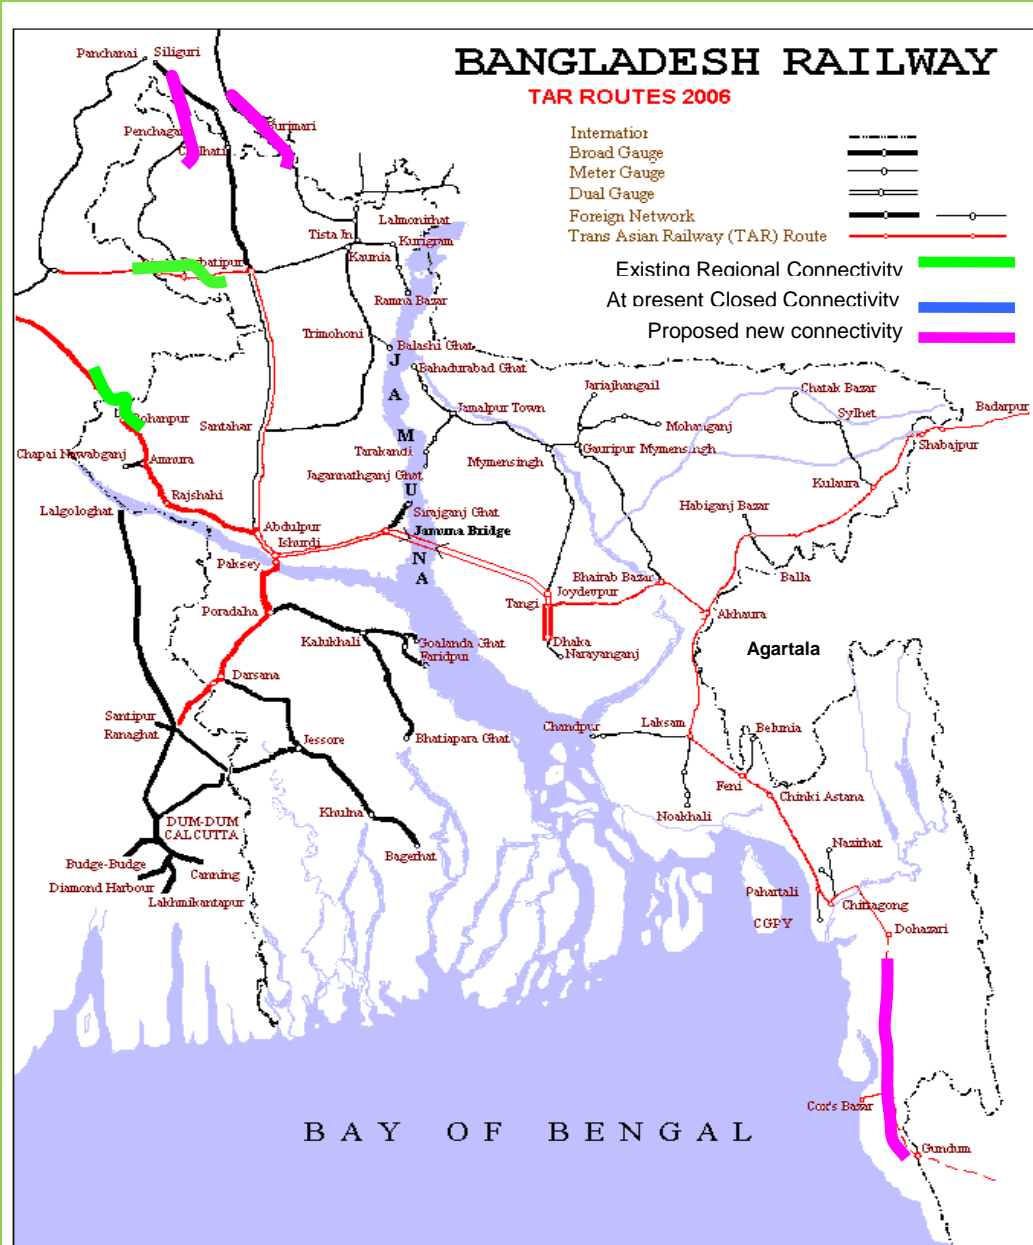 BANGLADESH RAILWAY
TAR ROUTES 2006
Internatior
Broad Gauge
Meter Gauge
Dual Gauge
Foreign Network
Trans Asian Railway (TAR) Route
Existing Regional Connectivity
At present Closed Connectivity
Proposed new connectivity
Panchanai
Siliguri
Penchagar
Burimari
Lalmonirhat
Tista Jn
Kurigram
Kaunia
Ramna Bazar
Trimohoni
Balashi Ghat
Bahadurabad Ghat
JAMUNA
Jamalpur Town
Jariajhangail
Mohanganj
Gauripur Mymensingh
Mymensingh
Chatak Bazar
Sylhet
Badarpur
Shabajpur
Kulaura
Habiganj Bazar
Balla
Santahar
Tarakandi
Jagannathganj Ghat
Sirajganj Ghat
Jamuna Bridge
Rohanpur
Chapai Nawabganj
Amnura
Rajshahi
Lalgologhat
Abdulpur
Ishurdi
Paksey
Poradaha
Bhairab Bazar
Joydevpur
Tangi
Akhaura
Dhaka
Narayanganj
Agartala
Kalukhali
Goalanda Ghat
Faridpur
Darsana
Santipur
Ranaghat
Jessore
Bhatiapara Ghat
Chandpur
Laksam
Belunia
Feni
Chinki Astana
Noakhali
Khulna
Bagerhat
DUM-DUM
CALCUTTA
Budge-Budge
Canning
Diamond Harbour
Lakhmikantapur
Nazirhat
Pahartali
Chittagong
CGPY
Dohazari
Cox's Bazar
Gundum
BAY OF BENGAL